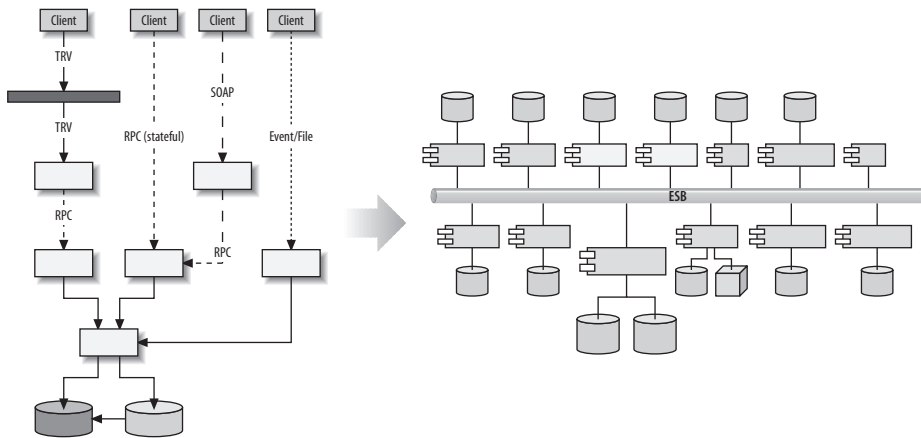 Client
Client
Client
Client
TRV
SOAP
TRV
RPC (stateful)
Event/File
ESB
RPC
RPC